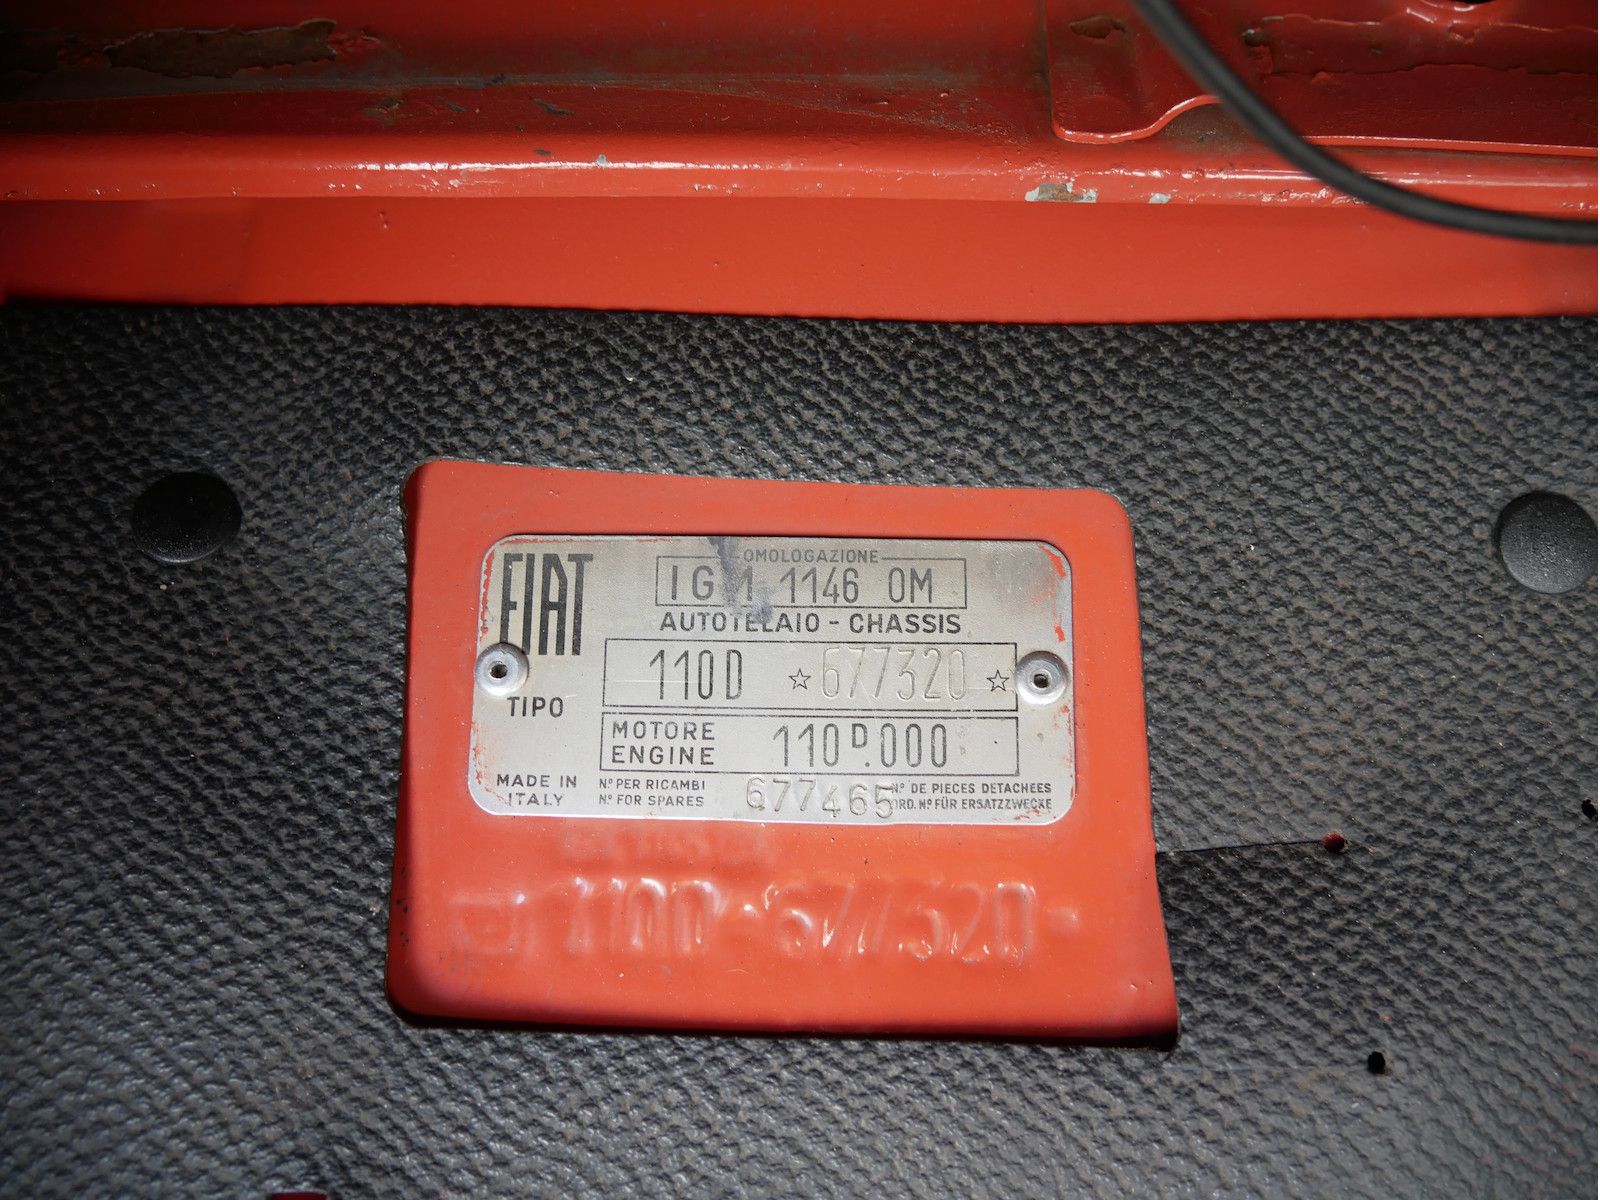 FIAT
OMOLOGAZIONE
IGM 1146 OM
AUTOTELAIO - CHASSIS
110D ☆ 677320 ☆
TIPO
MOTORE
ENGINE
110D.000
MADE IN
ITALY
No PER RICAMBI
No FOR SPARES
677465
No DE PIECES DETACHEES
ORD. No FÜR ERSATZZWECKE
110D-677320-